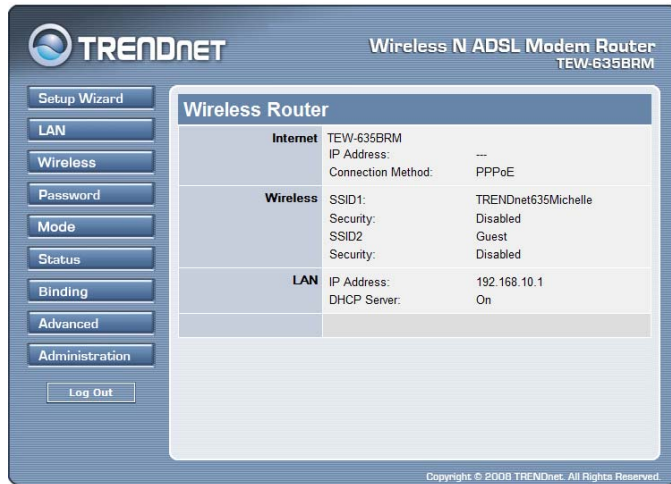 TRENDNET
Wireless N ADSL Modem Router
TEW-635BRM
Setup Wizard
LAN
Wireless
Password
Mode
Status
Binding
Advanced
Administration
Log Out
Wireless Router
Internet TEW-635BRM
IP Address: ---
Connection Method: PPPoE
Wireless SSID1: TRENDnet635Michelle
Security: Disabled
SSID2 Guest
Security: Disabled
LAN IP Address: 192.168.10.1
DHCP Server: On
Copyright © 2008 TRENDnet. All Rights Reserved.